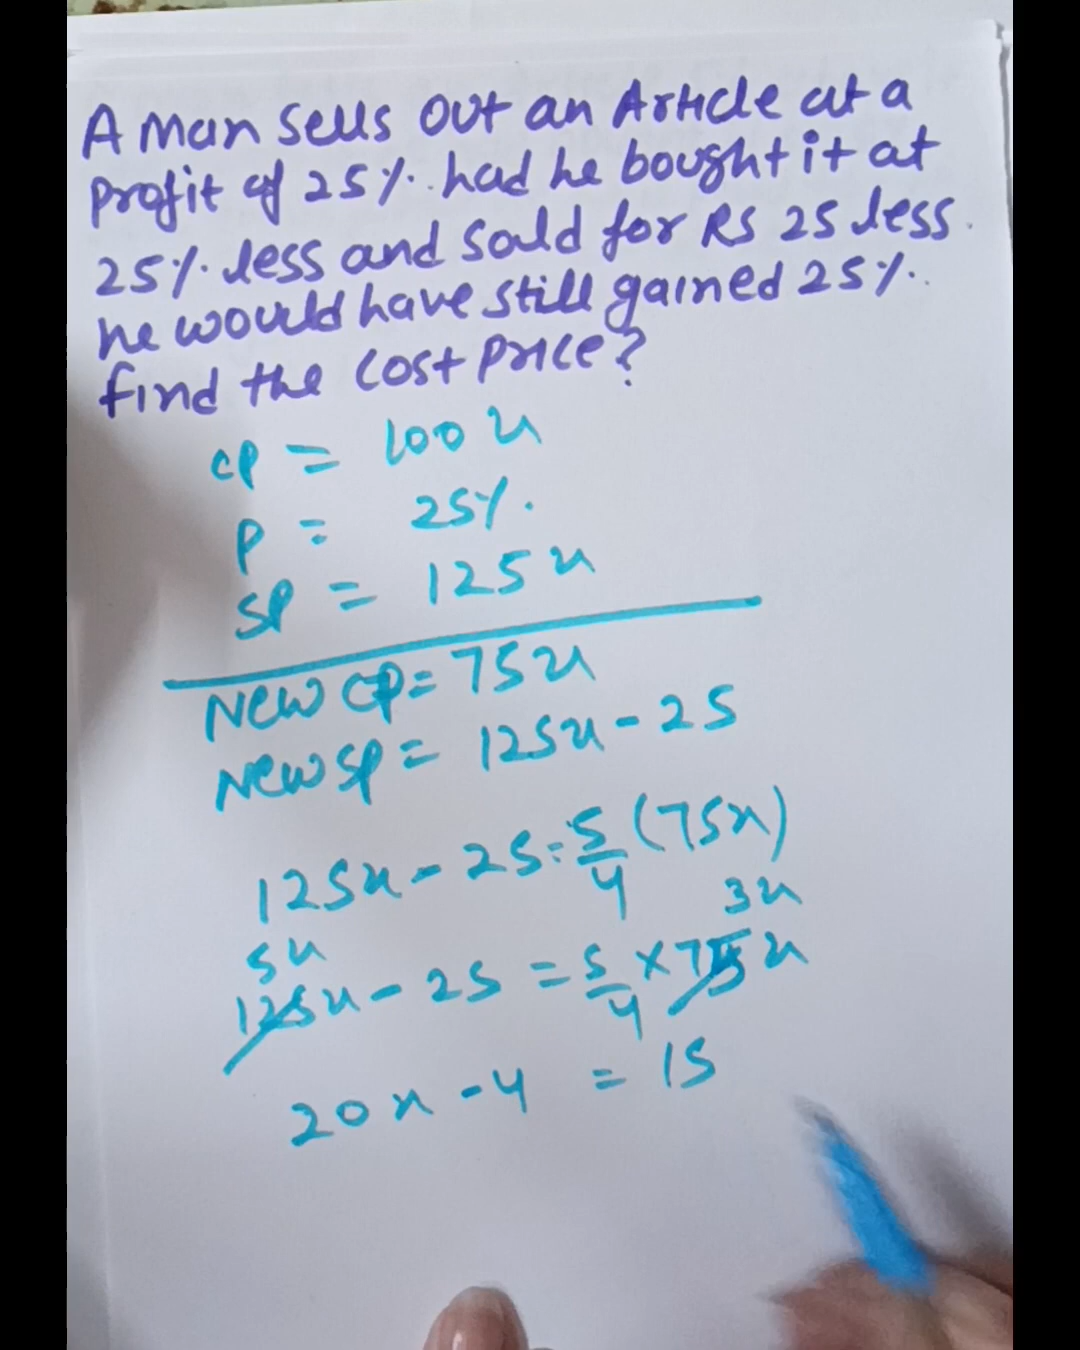 A man sells out an Article at a
profit of 25%. had he bought it at
25% less and sold for RS 25 less.
he would have still gained 25%.
find the cost price?
CP = 100x
P = 25%.
SP = 125x
New CP = 75x
New SP = 125x - 25
125x - 25 = 5/4 (75x)
5x 3x
125x - 25 = 5/4 × 75x
20x - 4 = 15